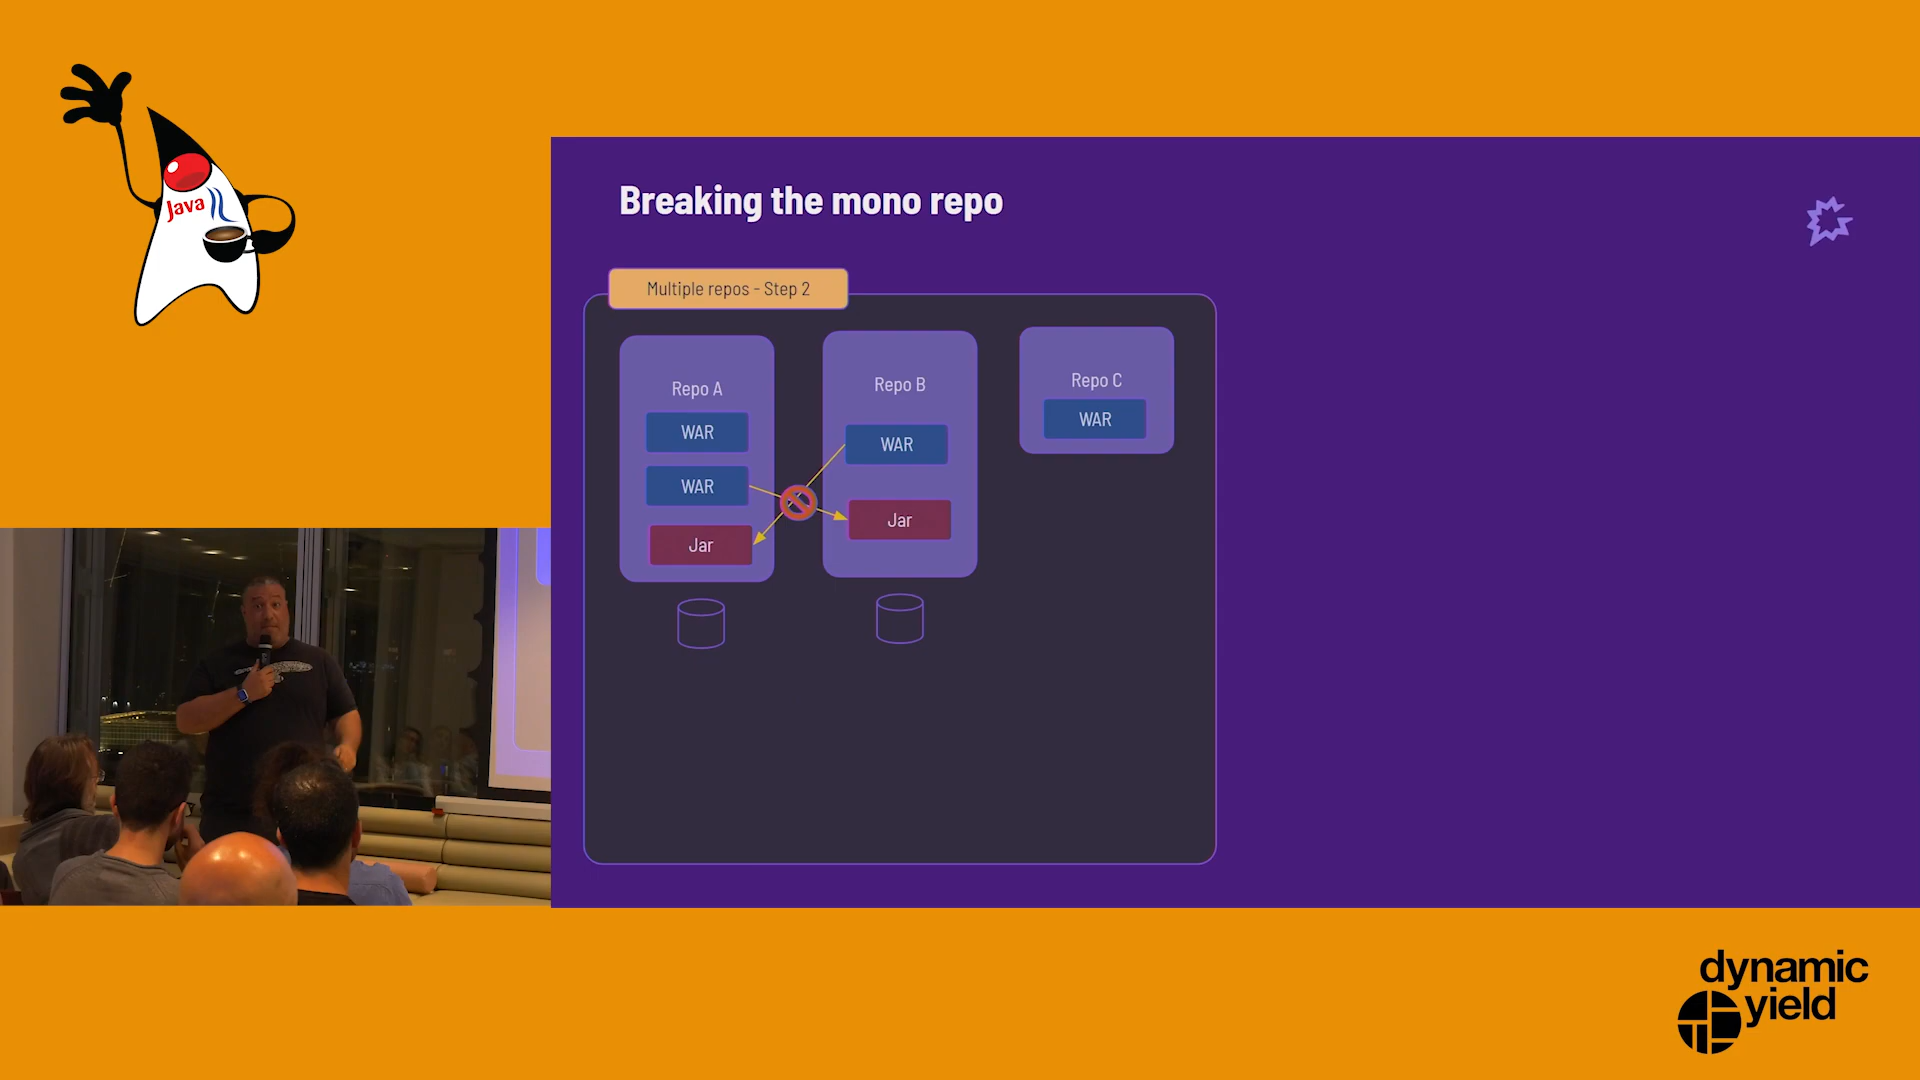 Java
Breaking the mono repo
Multiple repos - Step 2
Repo A
WAR
WAR
Jar
Repo B
WAR
Jar
Repo C
WAR
dynamic
yield